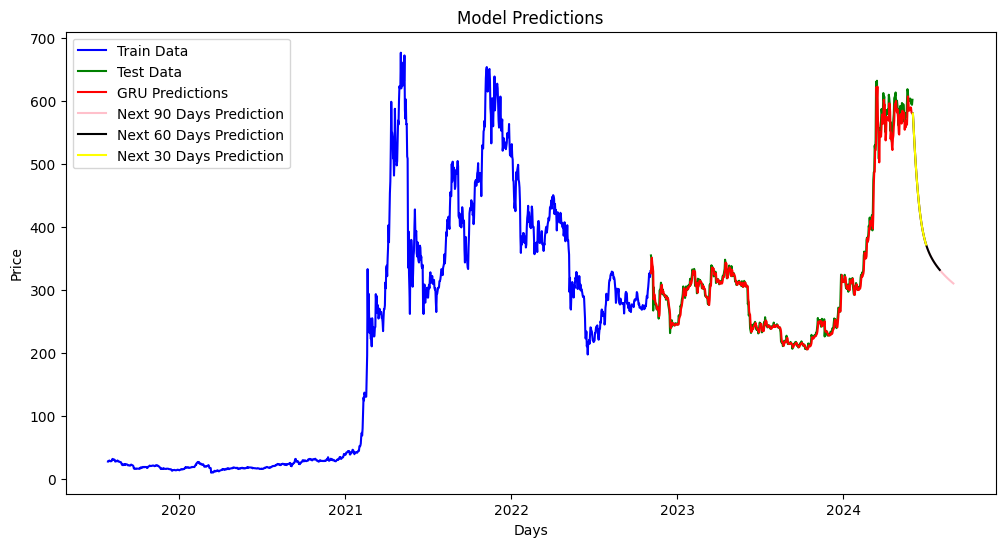 Model Predictions
700
600
500
400
300
200
100
0
Price
Train Data
Test Data
GRU Predictions
Next 90 Days Prediction
Next 60 Days Prediction
Next 30 Days Prediction
2020
2021
2022
2023
2024
Days